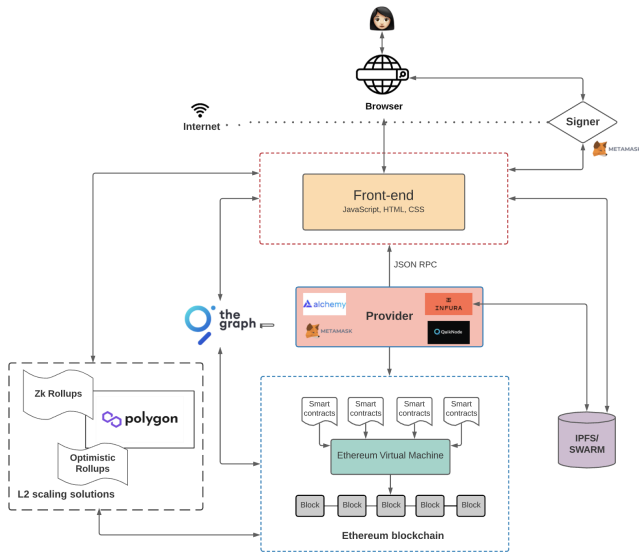 Browser
Internet
Signer
METAMASK
Front-end
JavaScript, HTML, CSS
JSON RPC
alchemy
INFURA
Provider
METAMASK
QuickNode
the
graph
Zk Rollups
polygon
Optimistic
Rollups
L2 scaling solutions
Smart
contracts
Smart
contracts
Smart
contracts
Smart
contracts
Ethereum Virtual Machine
Block
Block
Block
Block
Block
Ethereum blockchain
IPFS/
SWARM